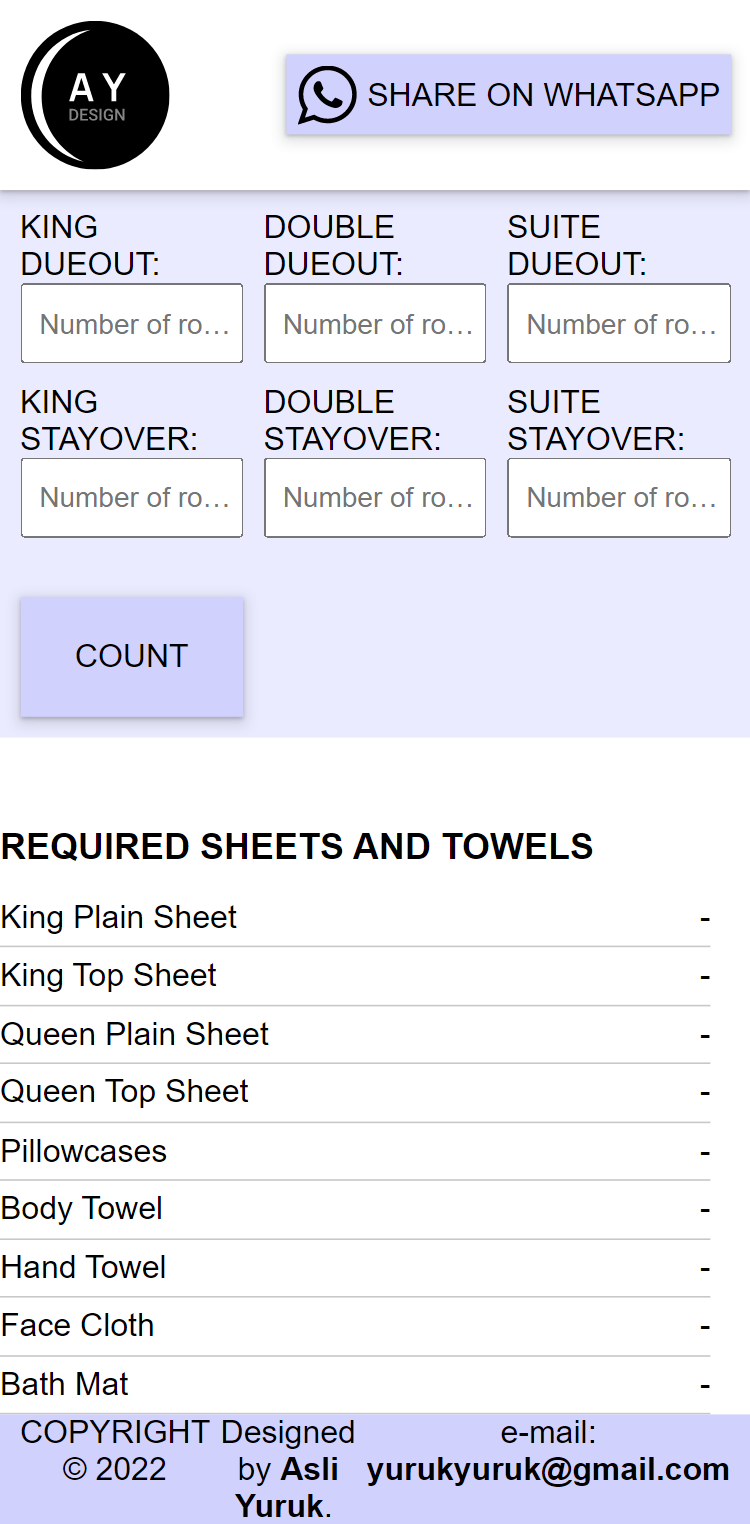 A Y
DESIGN
SHARE ON WHATSAPP
KING
DUEOUT:
DOUBLE
DUEOUT:
SUITE
DUEOUT:
Number of ro…
Number of ro…
Number of ro…
KING
STAYOVER:
DOUBLE
STAYOVER:
SUITE
STAYOVER:
Number of ro…
Number of ro…
Number of ro…
COUNT
REQUIRED SHEETS AND TOWELS
King Plain Sheet -
King Top Sheet -
Queen Plain Sheet -
Queen Top Sheet -
Pillowcases -
Body Towel -
Hand Towel -
Face Cloth -
Bath Mat -
COPYRIGHT
© 2022
Designed
by Asli
Yuruk.
e-mail:
yurukyuruk@gmail.com